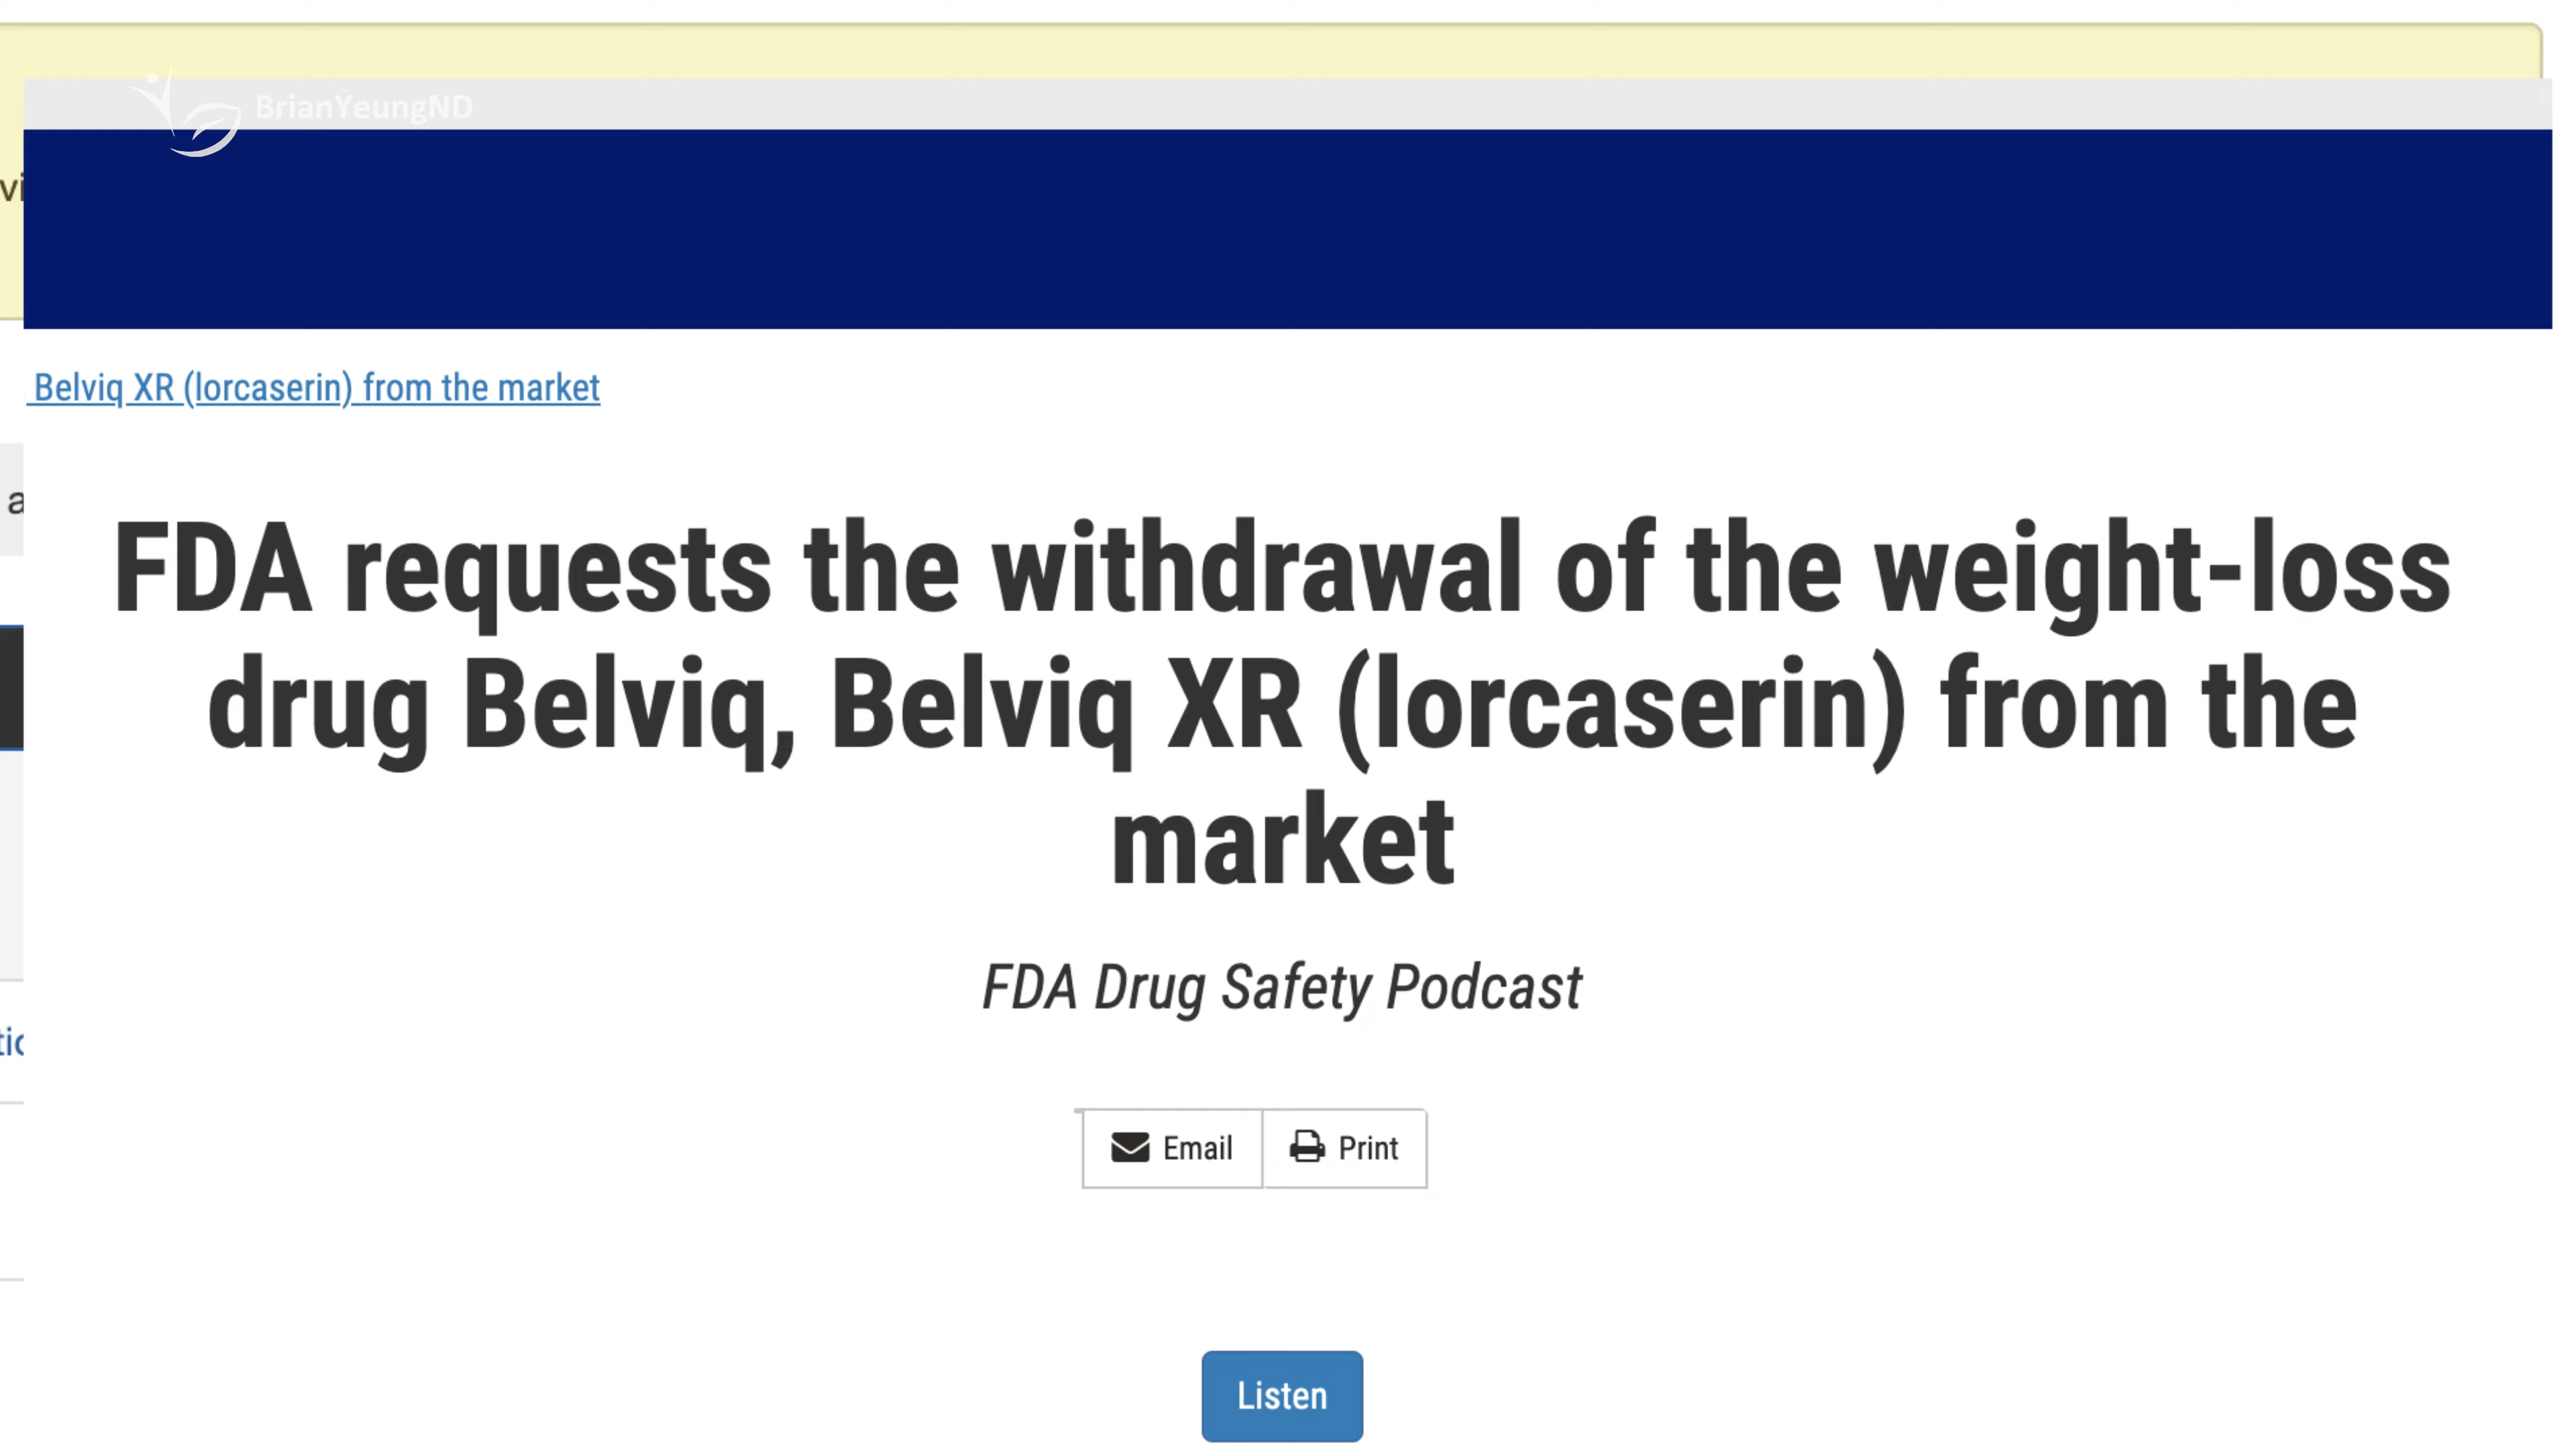 BrianYeungND
Belviq XR (lorcaserin) from the market
FDA requests the withdrawal of the weight-loss
drug Belviq, Belviq XR (lorcaserin) from the
market
FDA Drug Safety Podcast
Email
Print
Listen